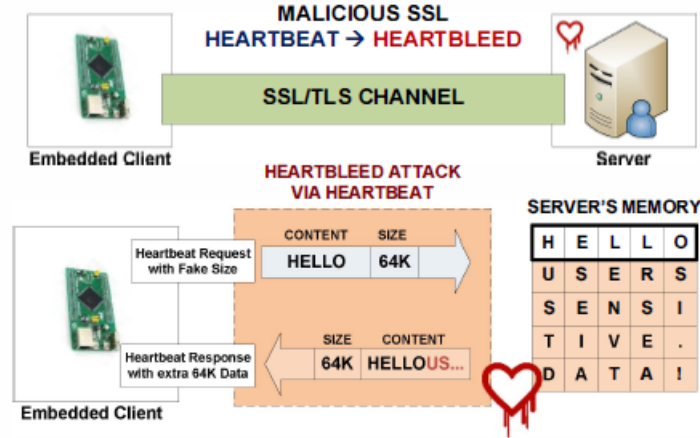 MALICIOUS SSL
HEARTBEAT → HEARTBLEED
SSL/TLS CHANNEL
Embedded Client
Server
HEARTBLEED ATTACK
VIA HEARTBEAT
SERVER'S MEMORY
CONTENT SIZE
Heartbeat Request
with Fake Size
HELLO 64K
SIZE CONTENT
Heartbeat Response
with extra 64K Data
64K HELLOUS...
H E L L O
U S E R S
S E N S I
T I V E .
D A T A !
Embedded Client